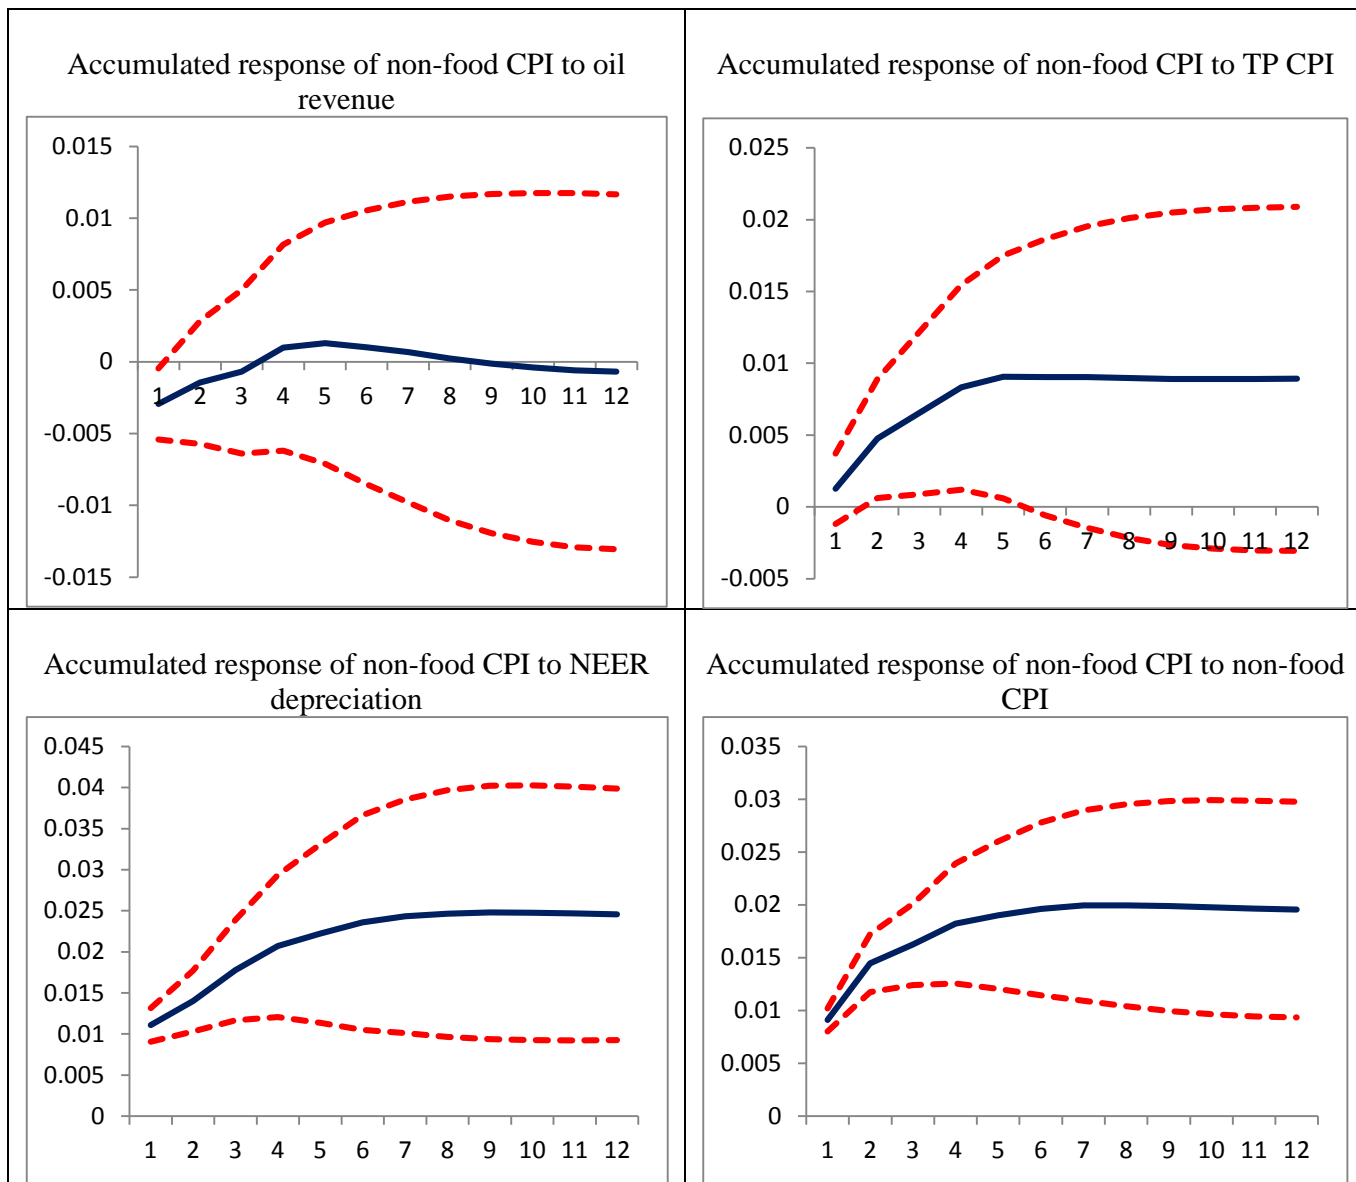 Accumulated response of non-food CPI to oil
revenue
0.015
0.01
0.005
0
-0.005
-0.01
-0.015
1 2 3 4 5 6 7 8 9 10 11 12
Accumulated response of non-food CPI to TP CPI
0.025
0.02
0.015
0.01
0.005
0
-0.005
1 2 3 4 5 6 7 8 9 10 11 12
Accumulated response of non-food CPI to NEER
depreciation
0.045
0.04
0.035
0.03
0.025
0.02
0.015
0.01
0.005
0
1 2 3 4 5 6 7 8 9 10 11 12
Accumulated response of non-food CPI to non-food
CPI
0.035
0.03
0.025
0.02
0.015
0.01
0.005
0
1 2 3 4 5 6 7 8 9 10 11 12